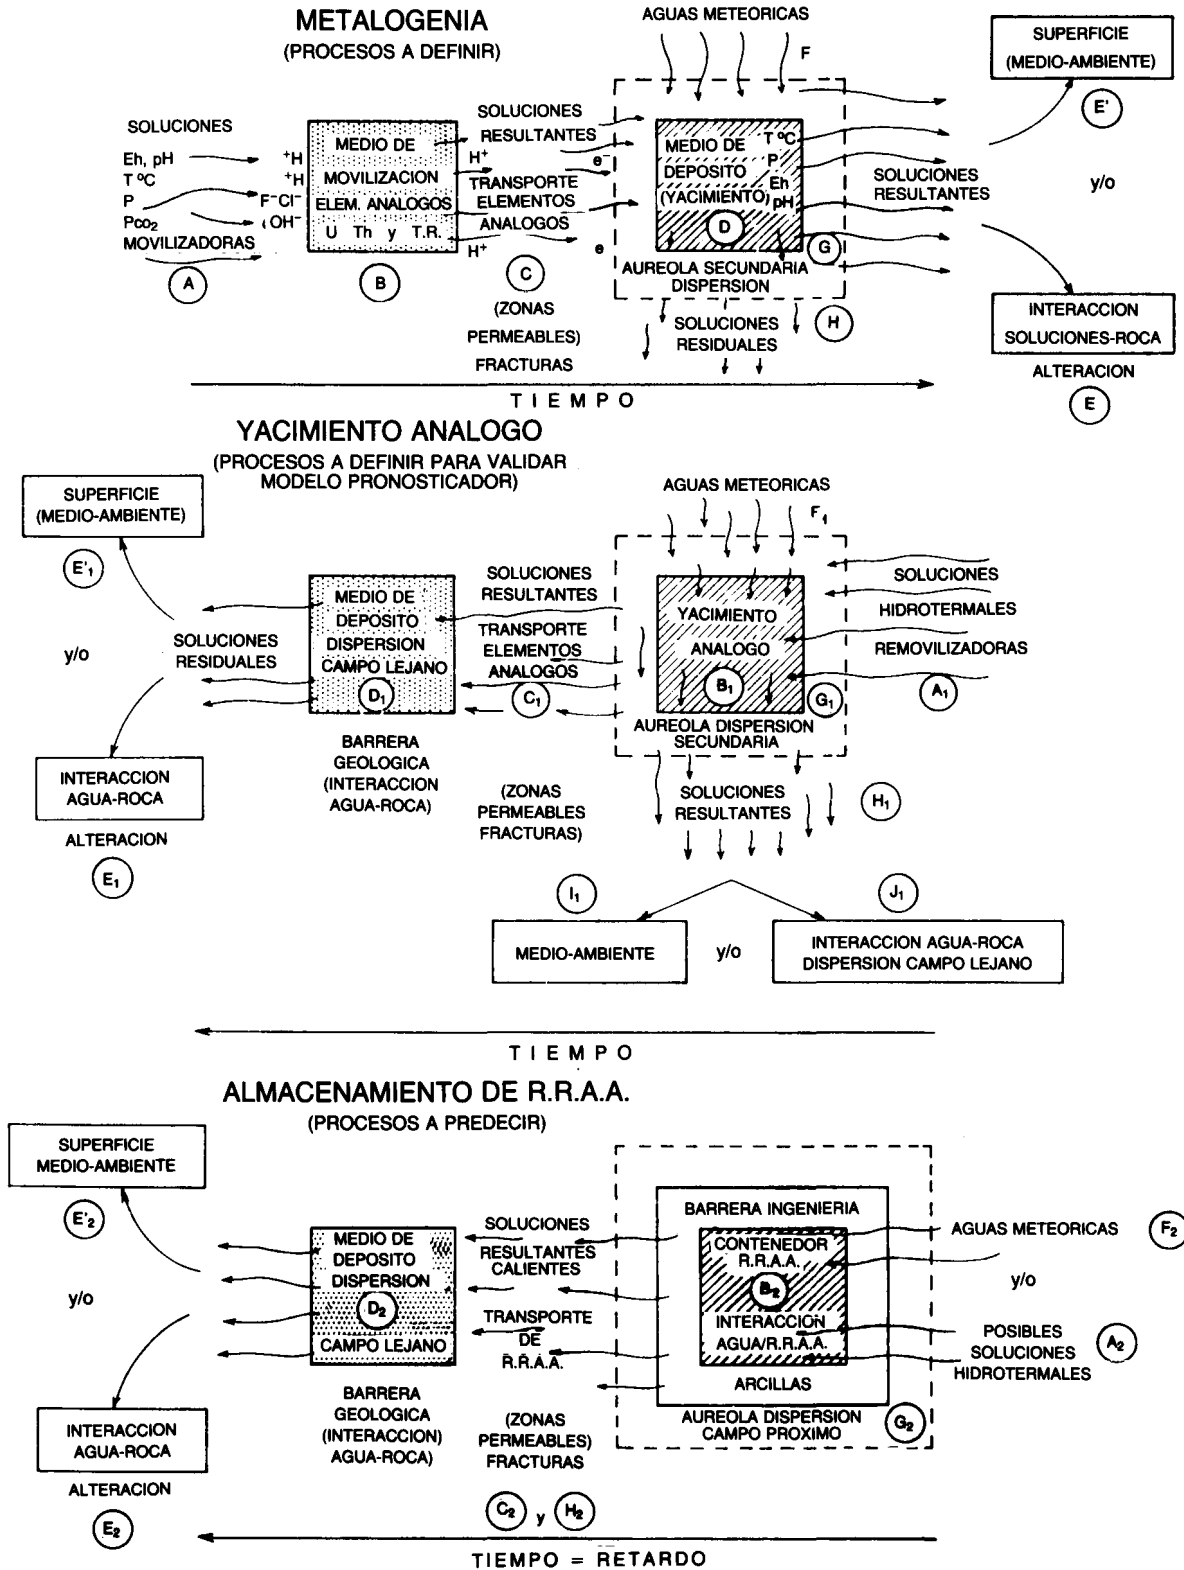 METALOGENIA
(PROCESOS A DEFINIR)
AGUAS METEORICAS
F
SUPERFICIE
(MEDIO-AMBIENTE)
E'
SOLUCIONES
Eh, pH
T ºC
P
Pco₂
MOVILIZADORAS
A
⁺H
⁺H
F⁻Cl⁻
OH⁻
MEDIO DE
MOVILIZACION
ELEM. ANALOGOS
U Th y T.R.
B
SOLUCIONES
RESULTANTES
H⁺
TRANSPORTE
ELEMENTOS
ANALOGOS
H⁺
e⁻
e
C
(ZONAS
PERMEABLES)
FRACTURAS
MEDIO DE
DEPOSITO
(YACIMIENTO)
T ºC
P
Eh
pH
D
G
AUREOLA SECUNDARIA
DISPERSION
SOLUCIONES
RESIDUALES
H
SOLUCIONES
RESULTANTES
y/o
INTERACCION
SOLUCIONES-ROCA
ALTERACION
E
TIEMPO
YACIMIENTO ANALOGO
(PROCESOS A DEFINIR PARA VALIDAR
MODELO PRONOSTICADOR)
SUPERFICIE
(MEDIO-AMBIENTE)
E'₁
y/o
SOLUCIONES
RESIDUALES
INTERACCION
AGUA-ROCA
ALTERACION
E₁
MEDIO DE
DEPOSITO
DISPERSION
CAMPO LEJANO
D₁
BARRERA
GEOLOGICA
(INTERACCION
AGUA-ROCA)
SOLUCIONES
RESULTANTES
TRANSPORTE
ELEMENTOS
ANALOGOS
C₁
(ZONAS
PERMEABLES
FRACTURAS)
AGUAS METEORICAS
F₁
YACIMIENTO
ANALOGO
B₁
G₁
AUREOLA DISPERSION
SECUNDARIA
SOLUCIONES
HIDROTERMALES
REMOVILIZADORAS
A₁
SOLUCIONES
RESULTANTES
H₁
I₁
J₁
MEDIO-AMBIENTE
y/o
INTERACCION AGUA-ROCA
DISPERSION CAMPO LEJANO
TIEMPO
ALMACENAMIENTO DE R.R.A.A.
(PROCESOS A PREDECIR)
SUPERFICIE
MEDIO-AMBIENTE
E'₂
y/o
INTERACCION
AGUA-ROCA
ALTERACION
E₂
MEDIO DE
DEPOSITO
DISPERSION
D₂
CAMPO LEJANO
BARRERA
GEOLOGICA
(INTERACCION)
AGUA-ROCA)
SOLUCIONES
RESULTANTES
CALIENTES
TRANSPORTE
DE
R.R.A.A.
(ZONAS
PERMEABLES)
FRACTURAS
C₂ y H₂
BARRERA INGENIERIA
CONTENEDOR
R.R.A.A.
B₂
INTERACCION
AGUA/R.R.A.A.
ARCILLAS
AUREOLA DISPERSION
CAMPO PROXIMO
G₂
AGUAS METEORICAS
F₂
y/o
POSIBLES
SOLUCIONES
HIDROTERMALES
A₂
TIEMPO = RETARDO